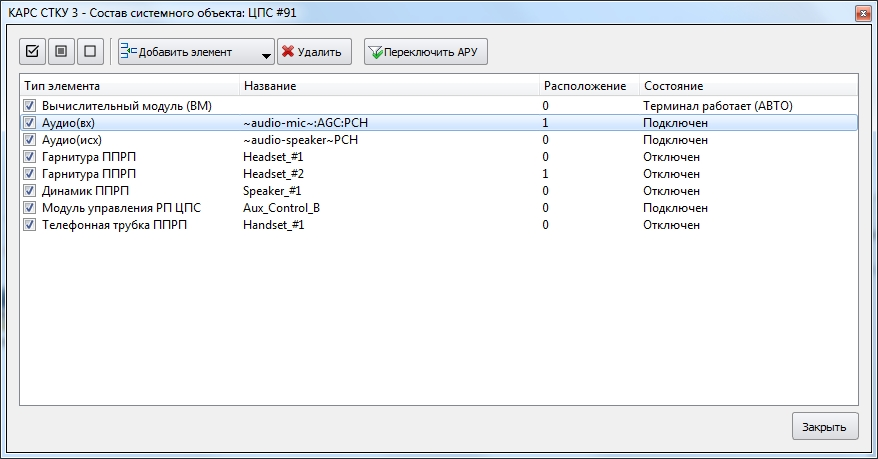 КАРС СТКУ 3 - Состав системного объекта: ЦПС #91
Добавить элемент Удалить Переключить АРУ
Тип элемента Название Расположение Состояние
Вычислительный модуль (ВМ) 0 Терминал работает (АВТО)
Аудио(вх) ~audio-mic~:AGC:PCH 1 Подключен
Аудио(исх) ~audio-speaker~PCH 0 Подключен
Гарнитура ППРП Headset_#1 0 Отключен
Гарнитура ППРП Headset_#2 1 Отключен
Динамик ППРП Speaker_#1 0 Отключен
Модуль управления РП ЦПС Aux_Control_B 0 Подключен
Телефонная трубка ППРП Handset_#1 0 Отключен
Закрыть